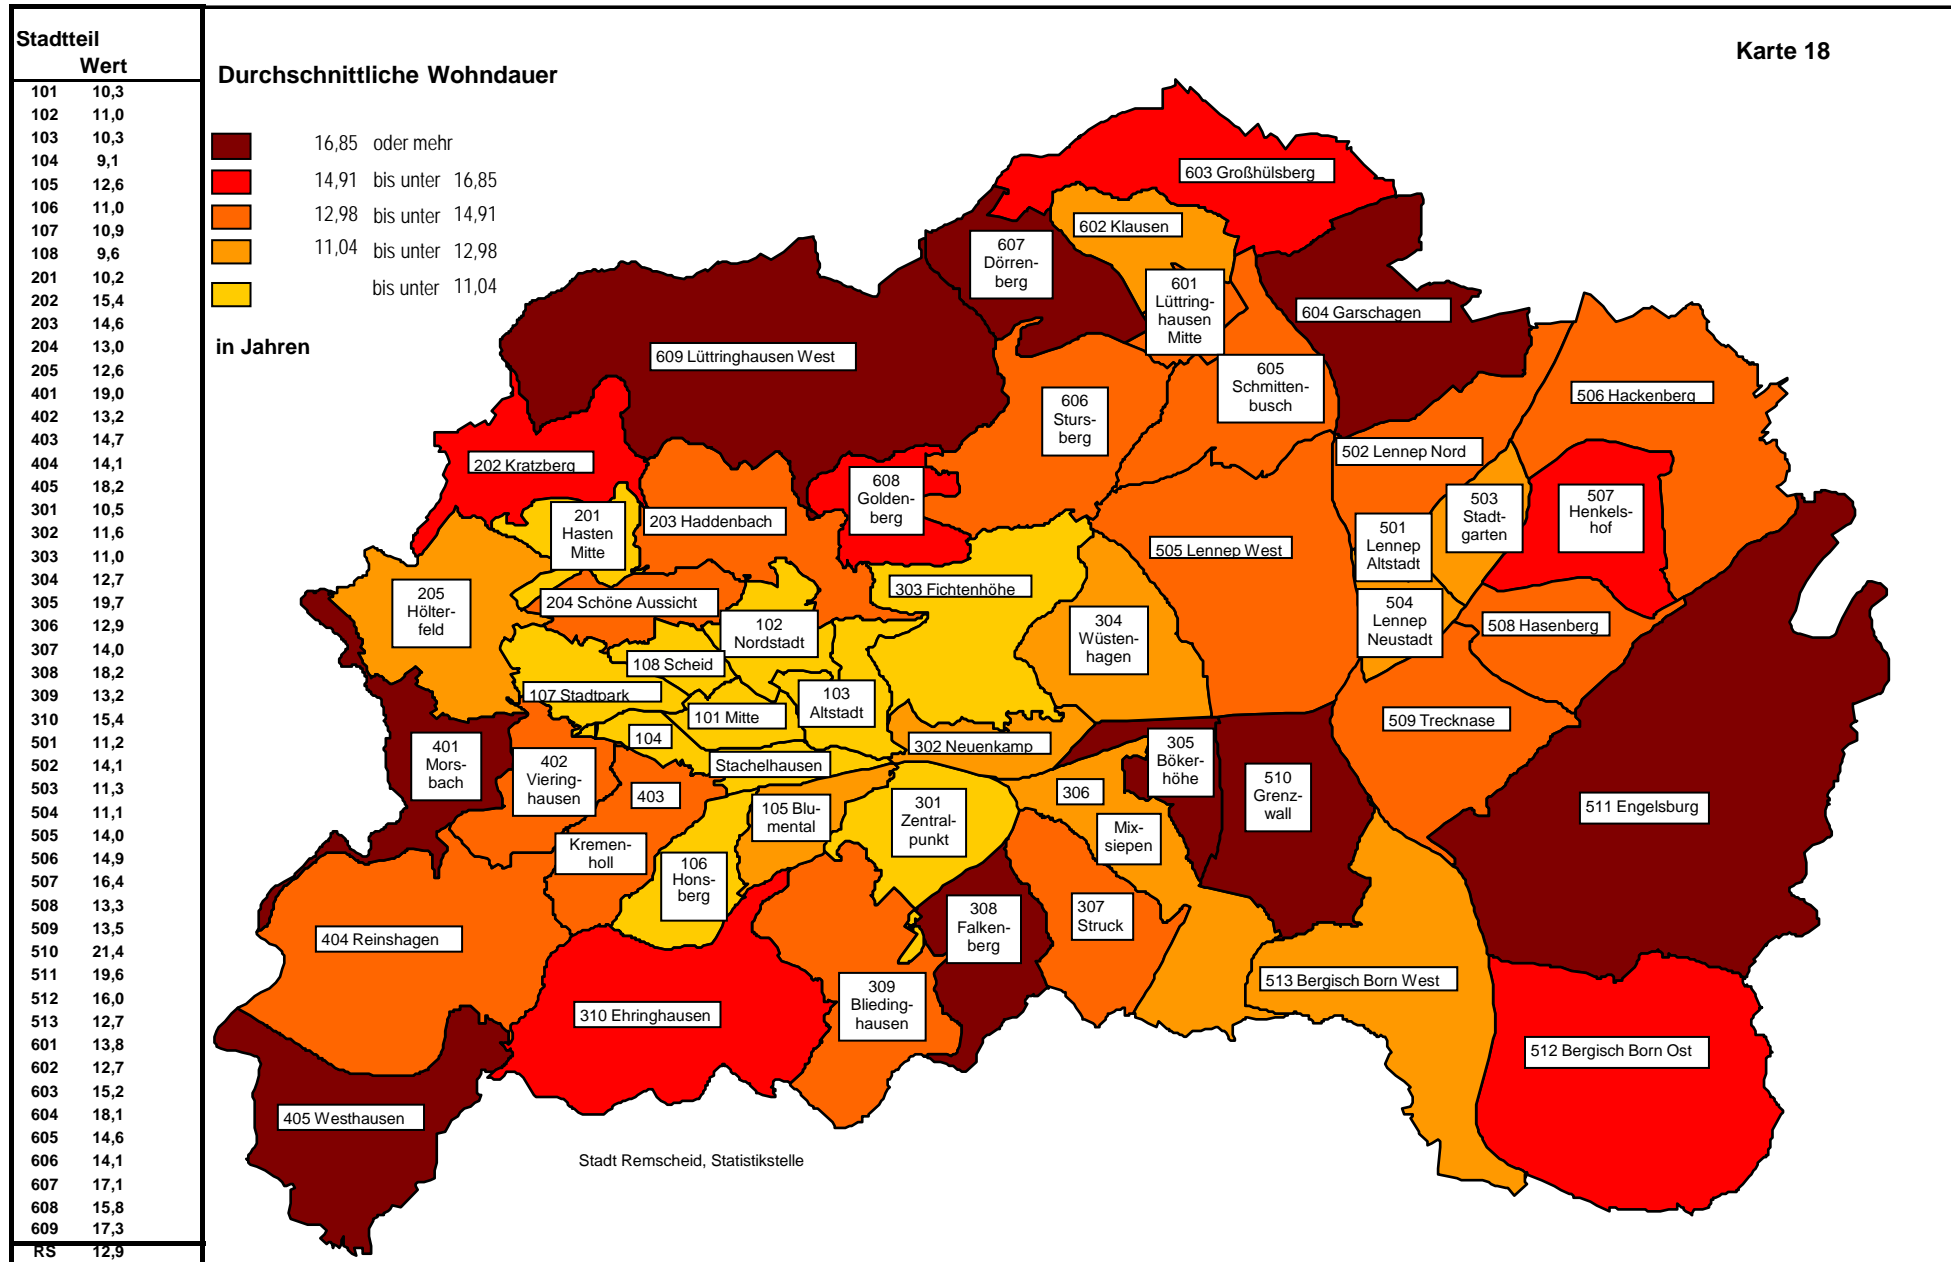 Stadtteil
Wert
101 10,3
102 11,0
103 10,3
104 9,1
105 12,6
106 11,0
107 10,9
108 9,6
201 10,2
202 15,4
203 14,6
204 13,0
205 12,6
401 19,0
402 13,2
403 14,7
404 14,1
405 18,2
301 10,5
302 11,6
303 11,0
304 12,7
305 19,7
306 12,9
307 14,0
308 18,2
309 13,2
310 15,4
501 11,2
502 14,1
503 11,3
504 11,1
505 14,0
506 14,9
507 16,4
508 13,3
509 13,5
510 21,4
511 19,6
512 16,0
513 12,7
601 13,8
602 12,7
603 15,2
604 18,1
605 14,6
606 14,1
607 17,1
608 15,8
609 17,3
RS 12,9
Karte 18
Durchschnittliche Wohndauer
16,85 oder mehr
14,91 bis unter 16,85
12,98 bis unter 14,91
11,04 bis unter 12,98
bis unter 11,04
in Jahren
603 Großhülsberg
602 Klausen
607
Dörren-
berg
601
Lüttring-
hausen
Mitte
604 Garschagen
609 Lüttringhausen West
605
Schmitten-
busch
606
Sturs-
berg
506 Hackenberg
502 Lennep Nord
202 Kratzberg
608
Golden-
berg
503
Stadt-
garten
507
Henkels-
hof
201
Hasten
Mitte
203 Haddenbach
501
Lennep
Altstadt
505 Lennep West
205
Hölter-
feld
204 Schöne Aussicht
303 Fichtenhöhe
102
Nordstadt
304
Wüsten-
hagen
504
Lennep
Neustadt
508 Hasenberg
108 Scheid
107 Stadtpark
103
Altstadt
101 Mitte
509 Trecknase
104
302 Neuenkamp
401
Mors-
bach
402
Viering-
hausen
Stachelhausen
305
Böker-
höhe
403
306
510
Grenz-
wall
105 Blu-
mental
301
Zentral-
punkt
511 Engelsburg
Mix-
siepen
Kremen-
holl
106
Hons-
berg
308
Falken-
berg
307
Struck
404 Reinshagen
513 Bergisch Born West
309
Blieding-
hausen
310 Ehringhausen
512 Bergisch Born Ost
405 Westhausen
Stadt Remscheid, Statistikstelle